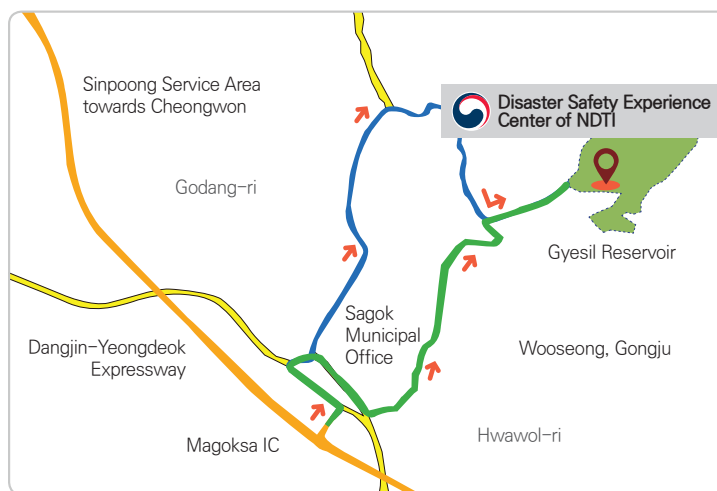 Sinpoong Service Area
towards Cheongwon
Disaster Safety Experience
Center of NDTI
Godang-ri
Gyesil Reservoir
Sagok
Municipal
Office
Dangjin-Yeongdeok
Expressway
Wooseong, Gongju
Magoksa IC
Hwawol-ri